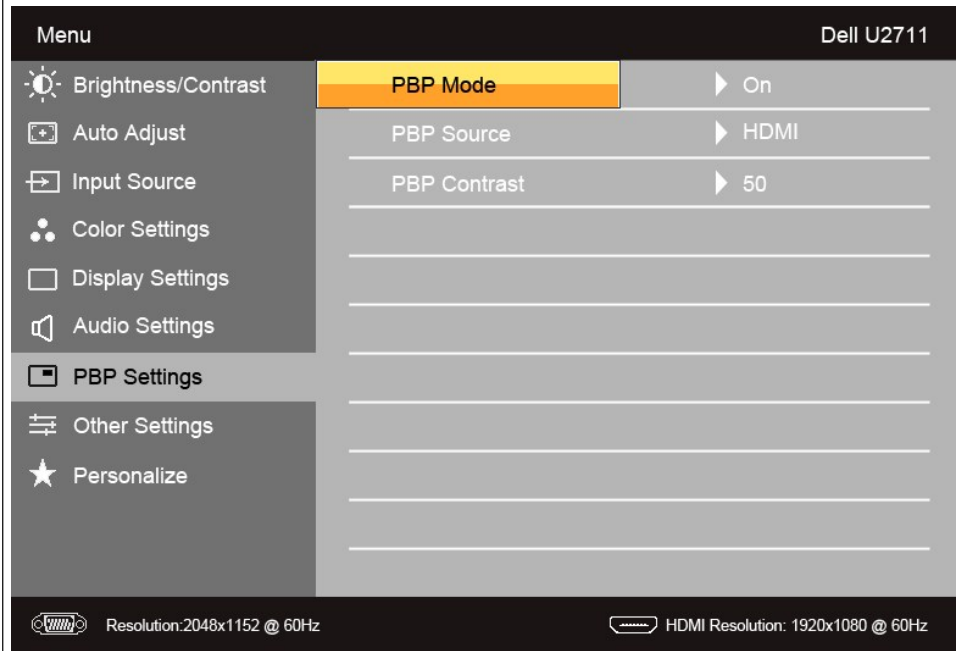 Menu Dell U2711
Brightness/Contrast PBP Mode On
Auto Adjust PBP Source HDMI
Input Source PBP Contrast 50
Color Settings
Display Settings
Audio Settings
PBP Settings
Other Settings
Personalize
Resolution:2048x1152 @ 60Hz HDMI Resolution: 1920x1080 @ 60Hz